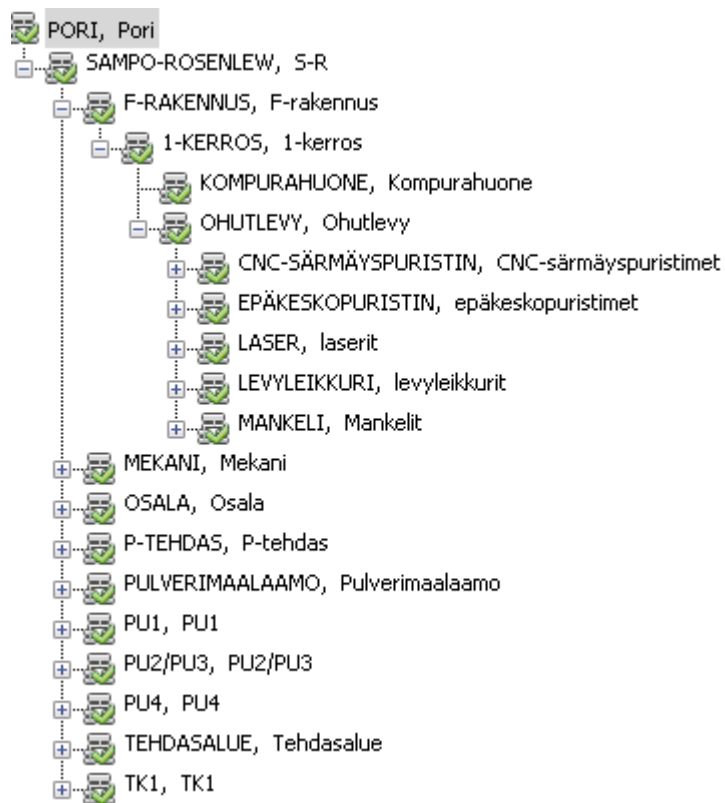 PORI, Pori
SAMPO-ROSENLEW, S-R
F-RAKENNUS, F-rakennus
1-KERROS, 1-kerros
KOMPURAHUONE, Kompurahuone
OHUTLEVY, Ohutlevy
CNC-SÄRMÄYSPURISTIN, CNC-särmäyspuristimet
EPÄKESKOPURISTIN, epäkeskopuristimet
LASER, laserit
LEVYLEIKKURI, levyleikkurit
MANKELI, Mankelit
MEKANI, Mekani
OSALA, Osala
P-TEHDAS, P-tehdas
PULVERIMAALAAMO, Pulverimaalaamo
PU1, PU1
PU2/PU3, PU2/PU3
PU4, PU4
TEHDASALUE, Tehdasalue
TK1, TK1